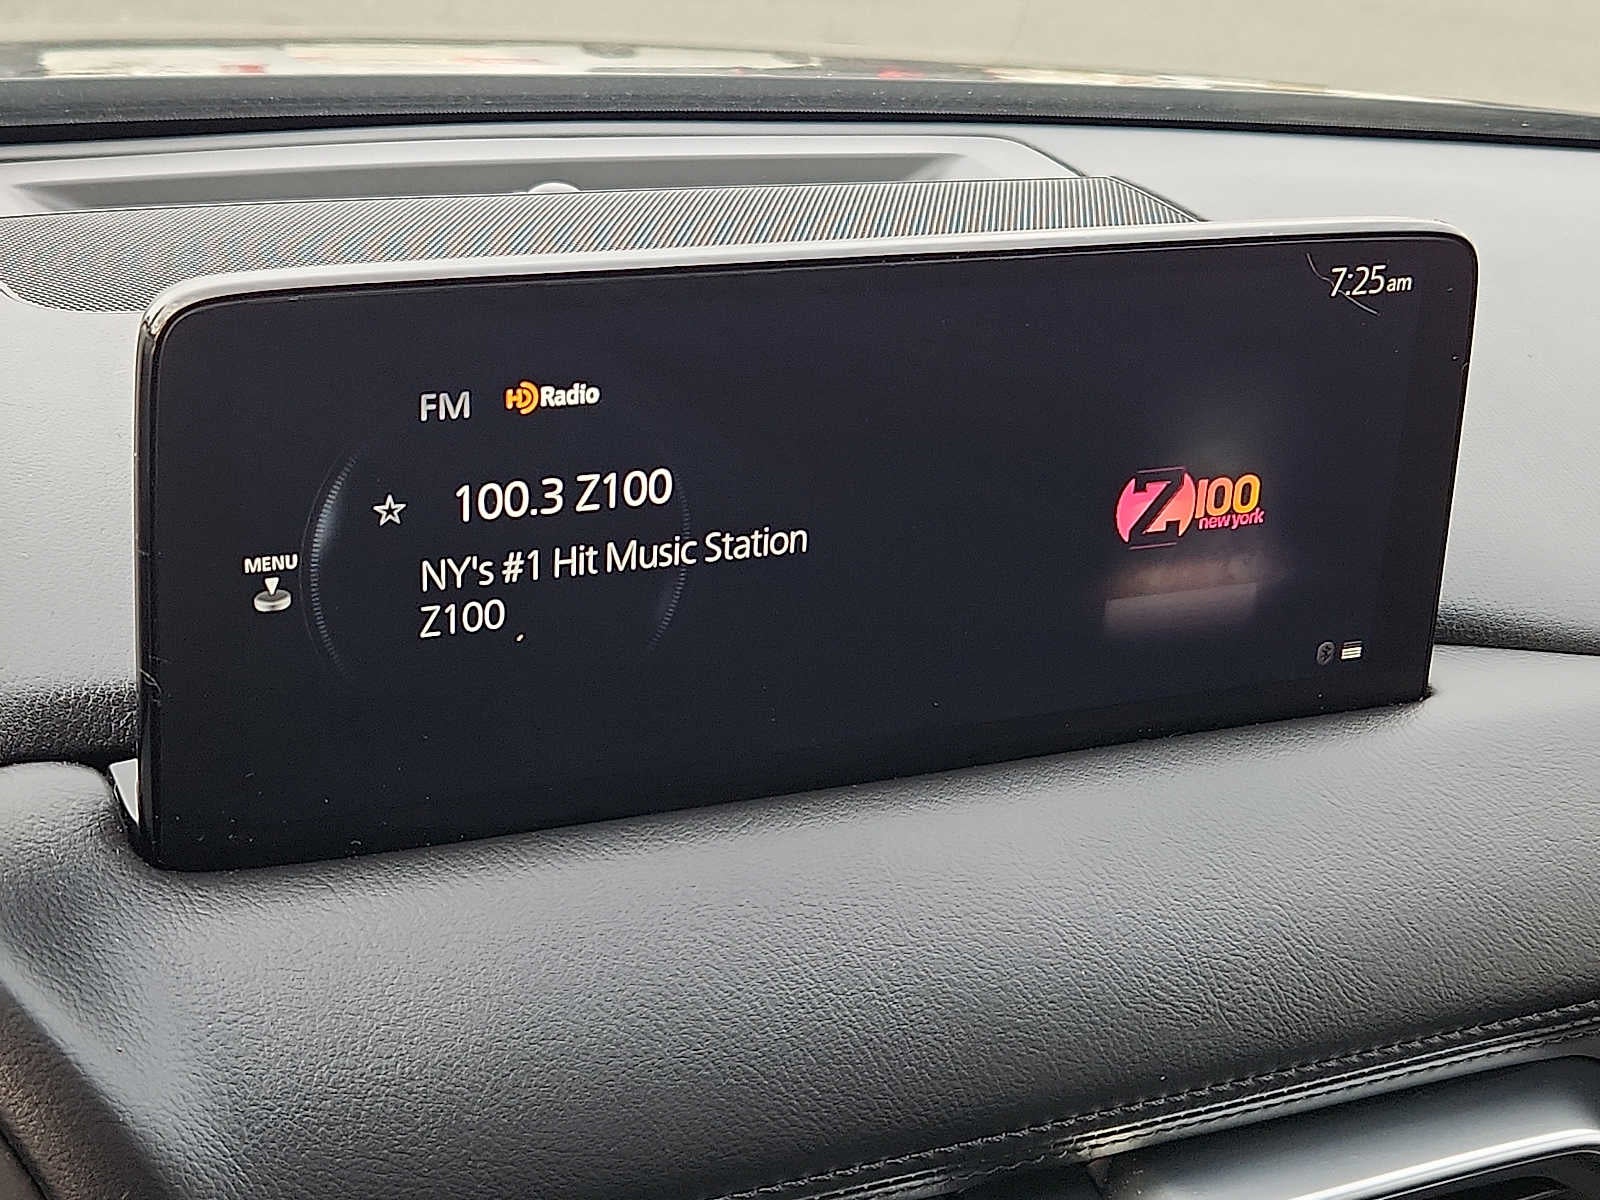 7:25am
FM HD Radio
100.3 Z100
MENU
NY's #1 Hit Music Station
Z100
Z100
new york